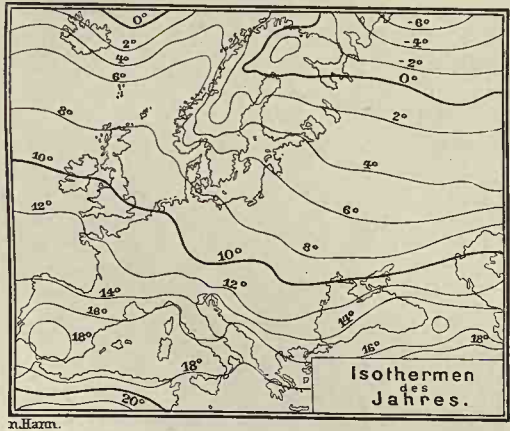 0° -6°
2° -4°
4° -2°
6° 0°
8° 2°
10° 4°
12° 6°
10° 8°
14° 12°
16° 14°
18° 16° 18°
18°
20°
Isothermen
des
Jahres.
n. Hann.